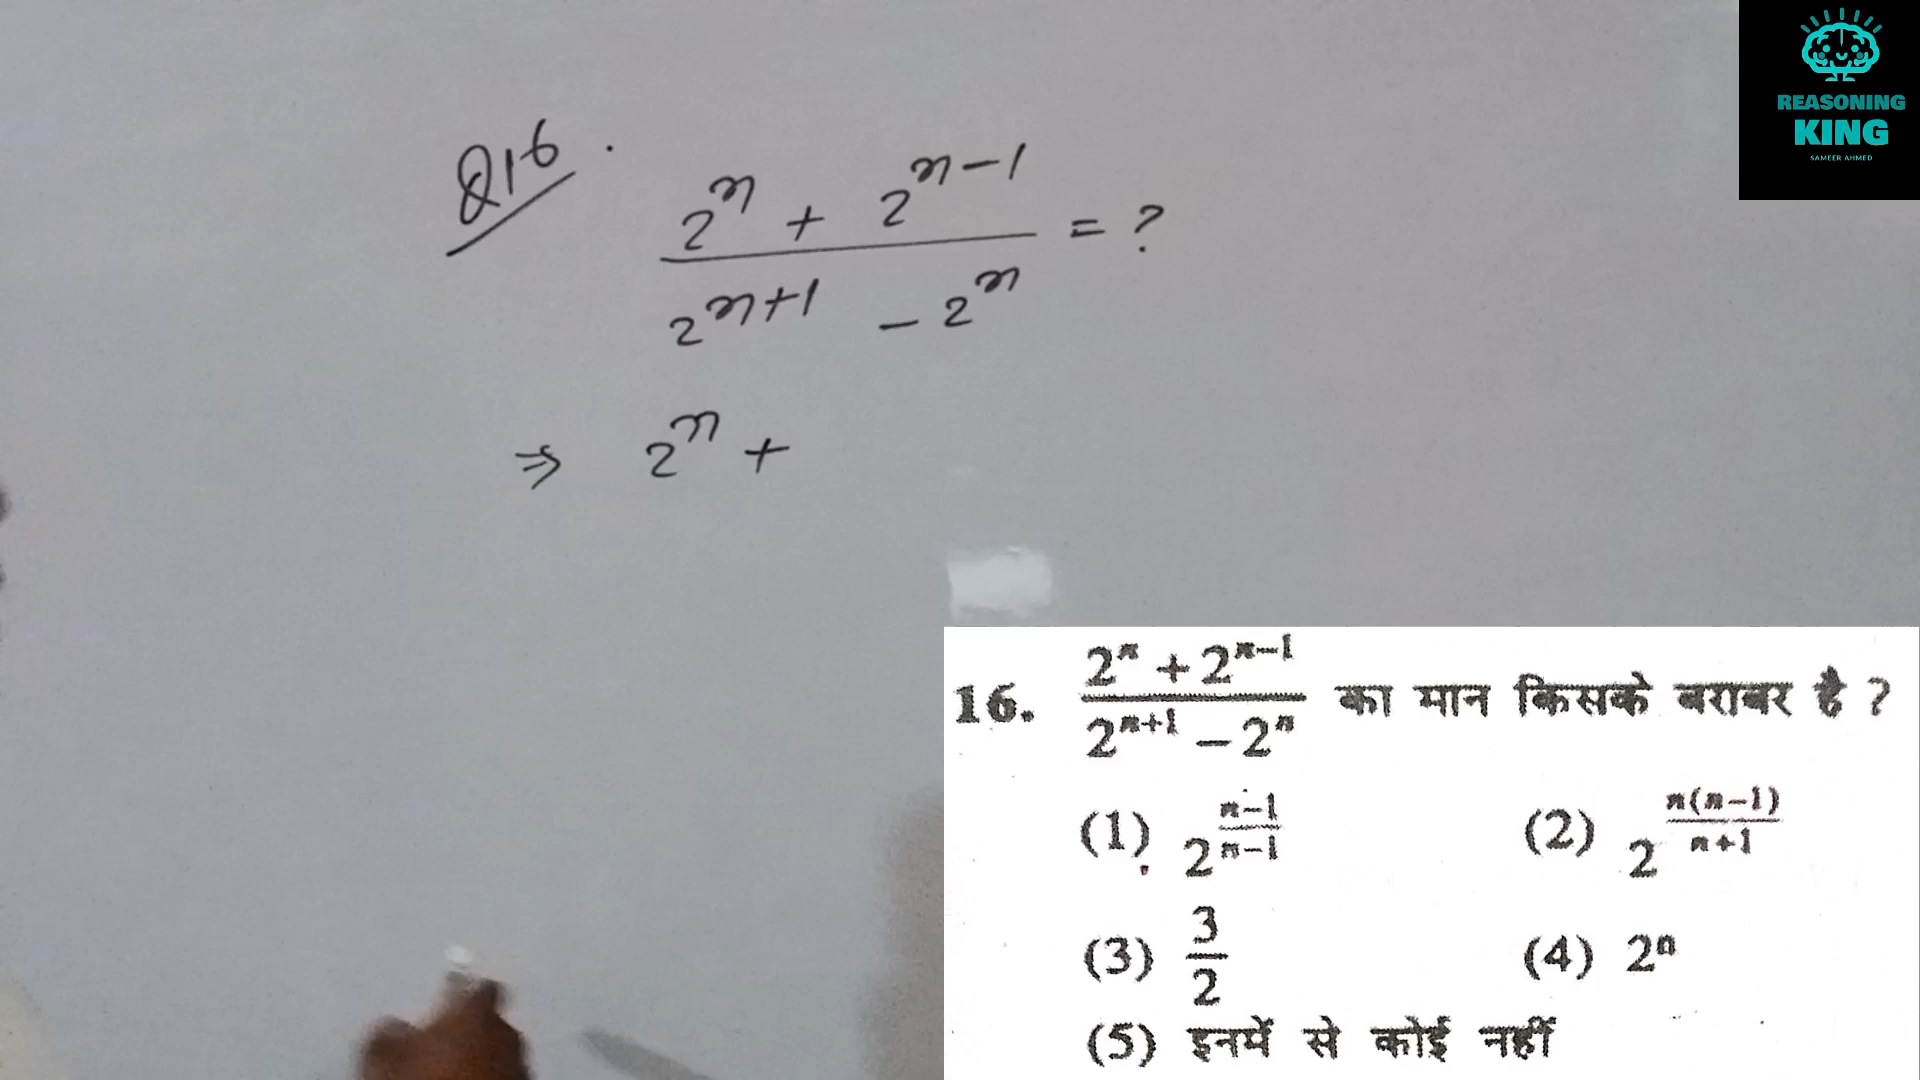 REASONING
KING
SAMEER AHMED
Q16.
2^n + 2^(n-1) / 2^(n+1) - 2^n = ?
⇒ 2^n +
16. 2^n + 2^(n-1) / 2^(n+1) - 2^n का मान किसके बराबर है ?
(1) 2^((n-1)/(n-1)) (2) 2^(n(n-1)/(n+1))
(3) 3/2 (4) 2^n
(5) इनमें से कोई नहीं